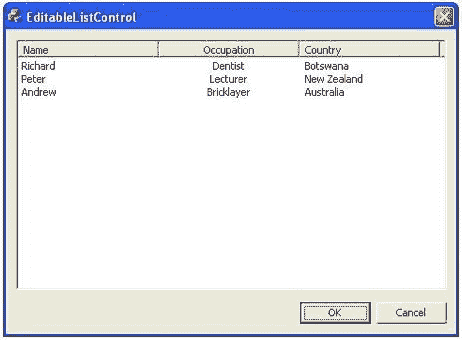 EditableListControl
Name Occupation Country
Richard Dentist Botswana
Peter Lecturer New Zealand
Andrew Bricklayer Australia
OK Cancel